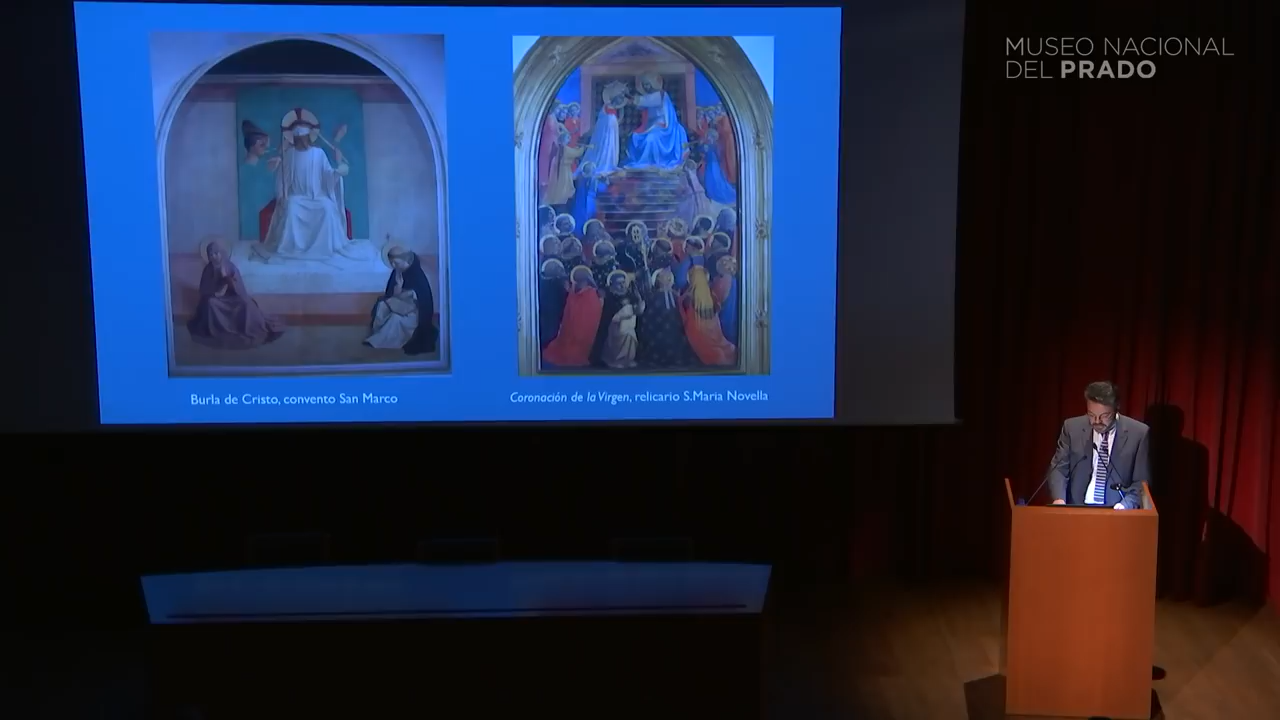 MUSEO NACIONAL
DEL PRADO
Burla de Cristo, convento San Marco
Coronación de la Virgen, relicario S.Maria Novella